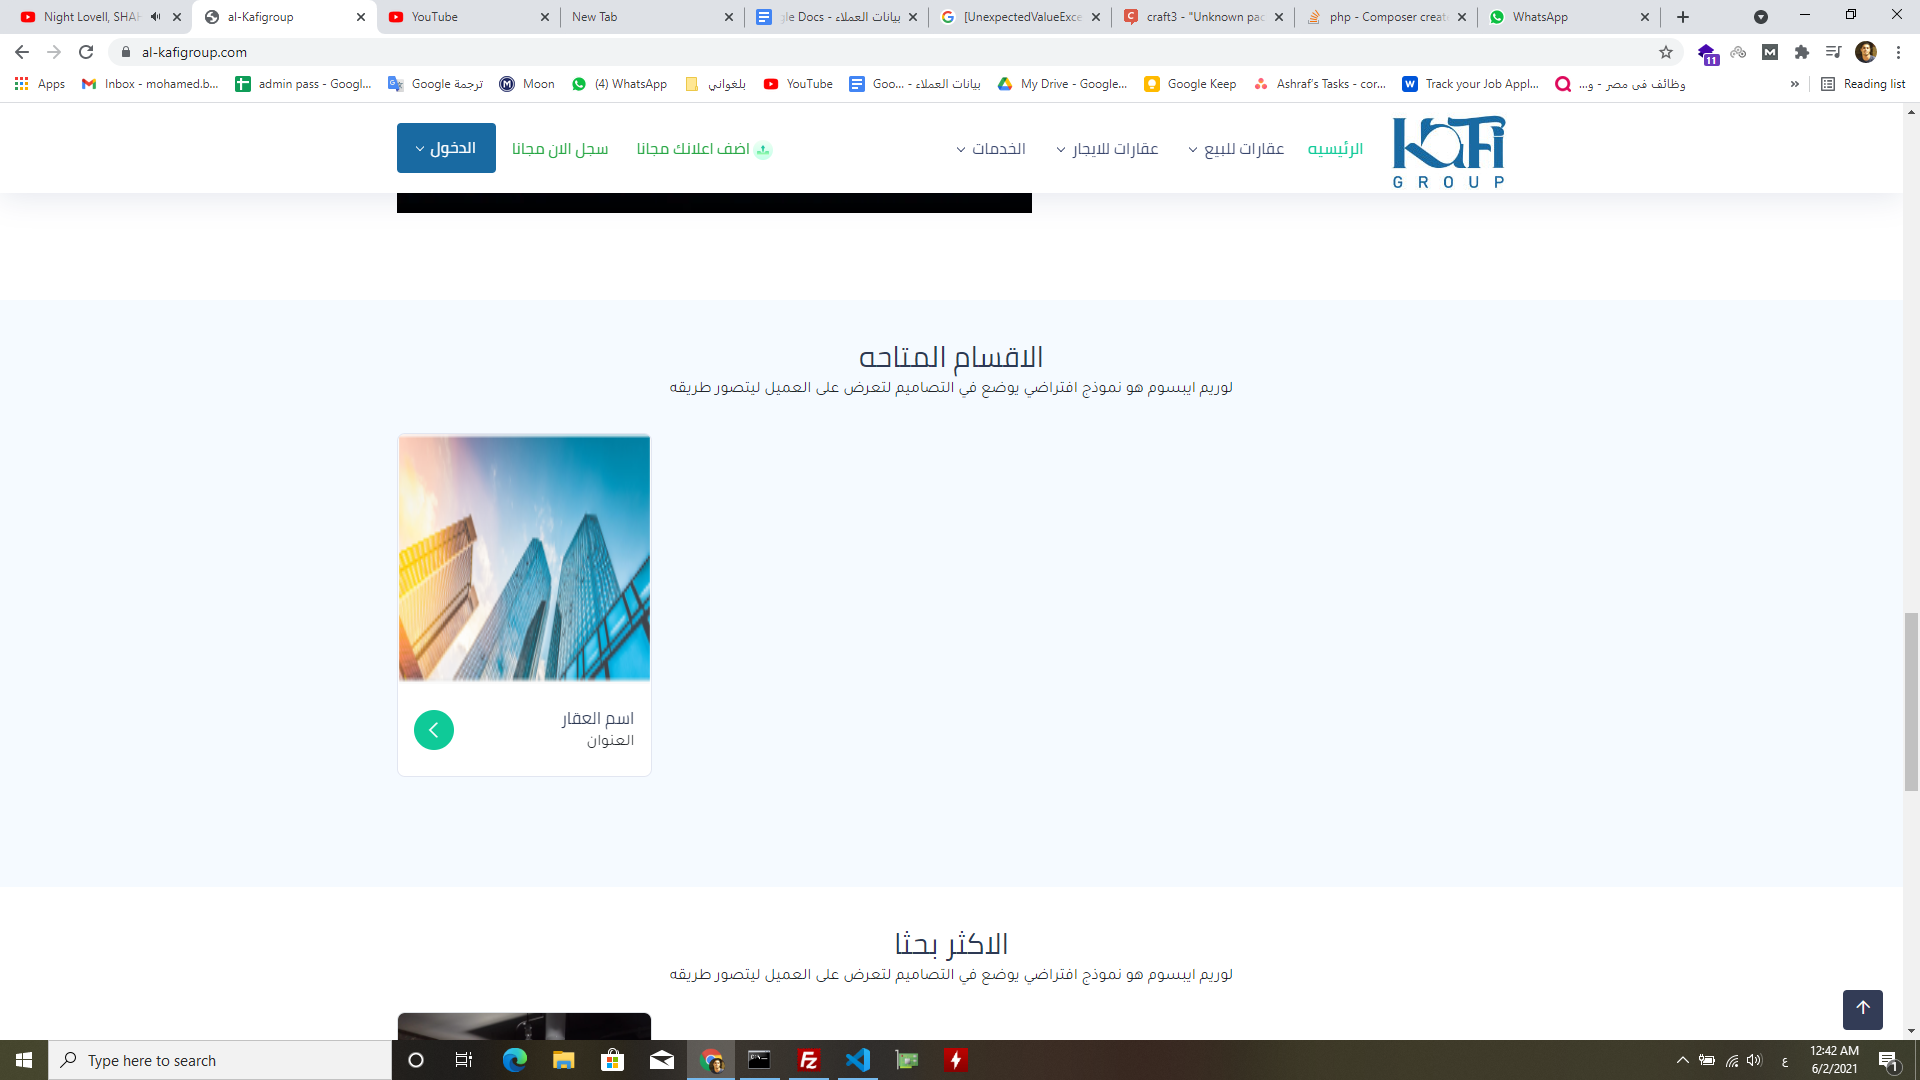 Night Lovell, SHAH
al-Kafigroup
YouTube
New Tab
gle Docs - بيانات العملاء
[UnexpectedValueExce
craft3 - "Unknown pac
php - Composer creat
WhatsApp
al-kafigroup.com
11
Apps
Inbox - mohamed.b...
admin pass - Googl...
ترجمة Google
Moon
(4) WhatsApp
بلغواني
YouTube
بيانات العملاء - ...Goo
My Drive - Google...
Google Keep
Ashraf's Tasks - cor...
Track your Job Appl...
وظائف فى مصر - و...
»
Reading list
KaFi
GROUP
الرئيسيه
عقارات للبيع
عقارات للايجار
الخدمات
اضف اعلانك مجانا
سجل الان مجانا
الدخول
الاقسام المتاحه
لوريم ايبسوم هو نموذج افتراضي يوضع في التصاميم لتعرض على العميل ليتصور طريقه
اسم العقار
العنوان
الاكثر بحثا
لوريم ايبسوم هو نموذج افتراضي يوضع في التصاميم لتعرض على العميل ليتصور طريقه
Type here to search
ع
12:42 AM
6/2/2021
1